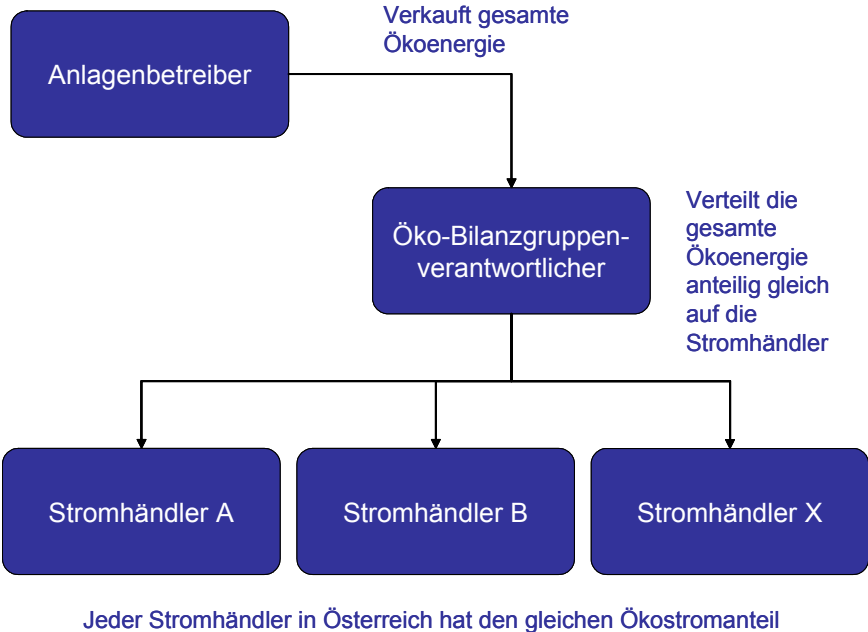 Verkauft gesamte
Ökoenergie
Anlagenbetreiber
Öko-Bilanzgruppen-
verantwortlicher
Verteilt die
gesamte
Ökoenergie
anteilig gleich
auf die
Stromhändler
Stromhändler A
Stromhändler B
Stromhändler X
Jeder Stromhändler in Österreich hat den gleichen Ökostromanteil